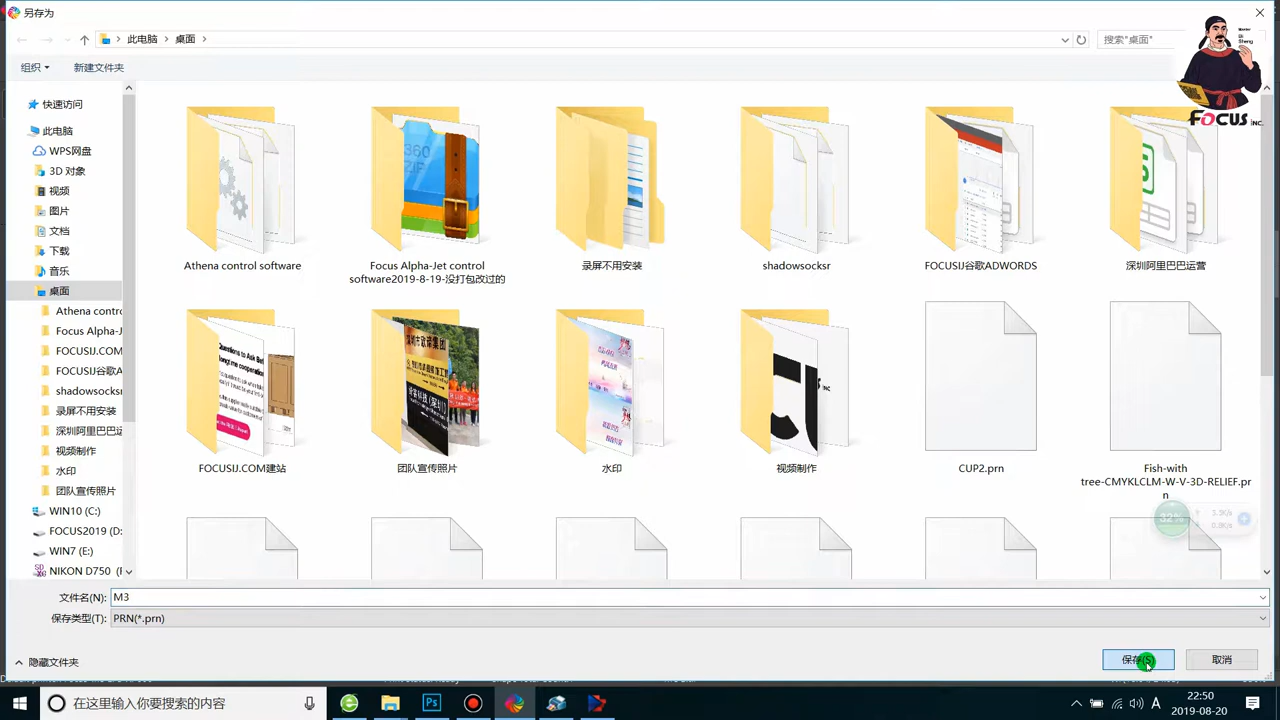 另存为
此电脑
桌面
搜索"桌面"
组织
新建文件夹
FOCUS INC.
快速访问
此电脑
WPS网盘
3D 对象
视频
图片
文档
下载
音乐
桌面
Athena contro
Focus Alpha-J
FOCUSIJ.COM
FOCUSIJ谷歌A
shadowsocksr
录屏不用安装
深圳阿里巴巴运
视频制作
水印
团队宣传照片
WIN10 (C:)
FOCUS2019 (D:
WIN7 (E:)
NIKON D750 (F
Athena control software
Focus Alpha-Jet control
software2019-8-19-没打包改过的
录屏不用安装
shadowsocksr
FOCUSIJ谷歌ADWORDS
深圳阿里巴巴运营
FOCUSIJ.COM建站
团队宣传照片
水印
视频制作
CUP2.prn
Fish-with
tree-CMYKLCLM-W-V-3D-RELIEF.pr
n
32%
文件名(N):
M3
保存类型(T):
PRN(*.prn)
隐藏文件夹
保存(S)
取消
在这里输入你要搜索的内容
Ps
A
22:50
2019-08-20